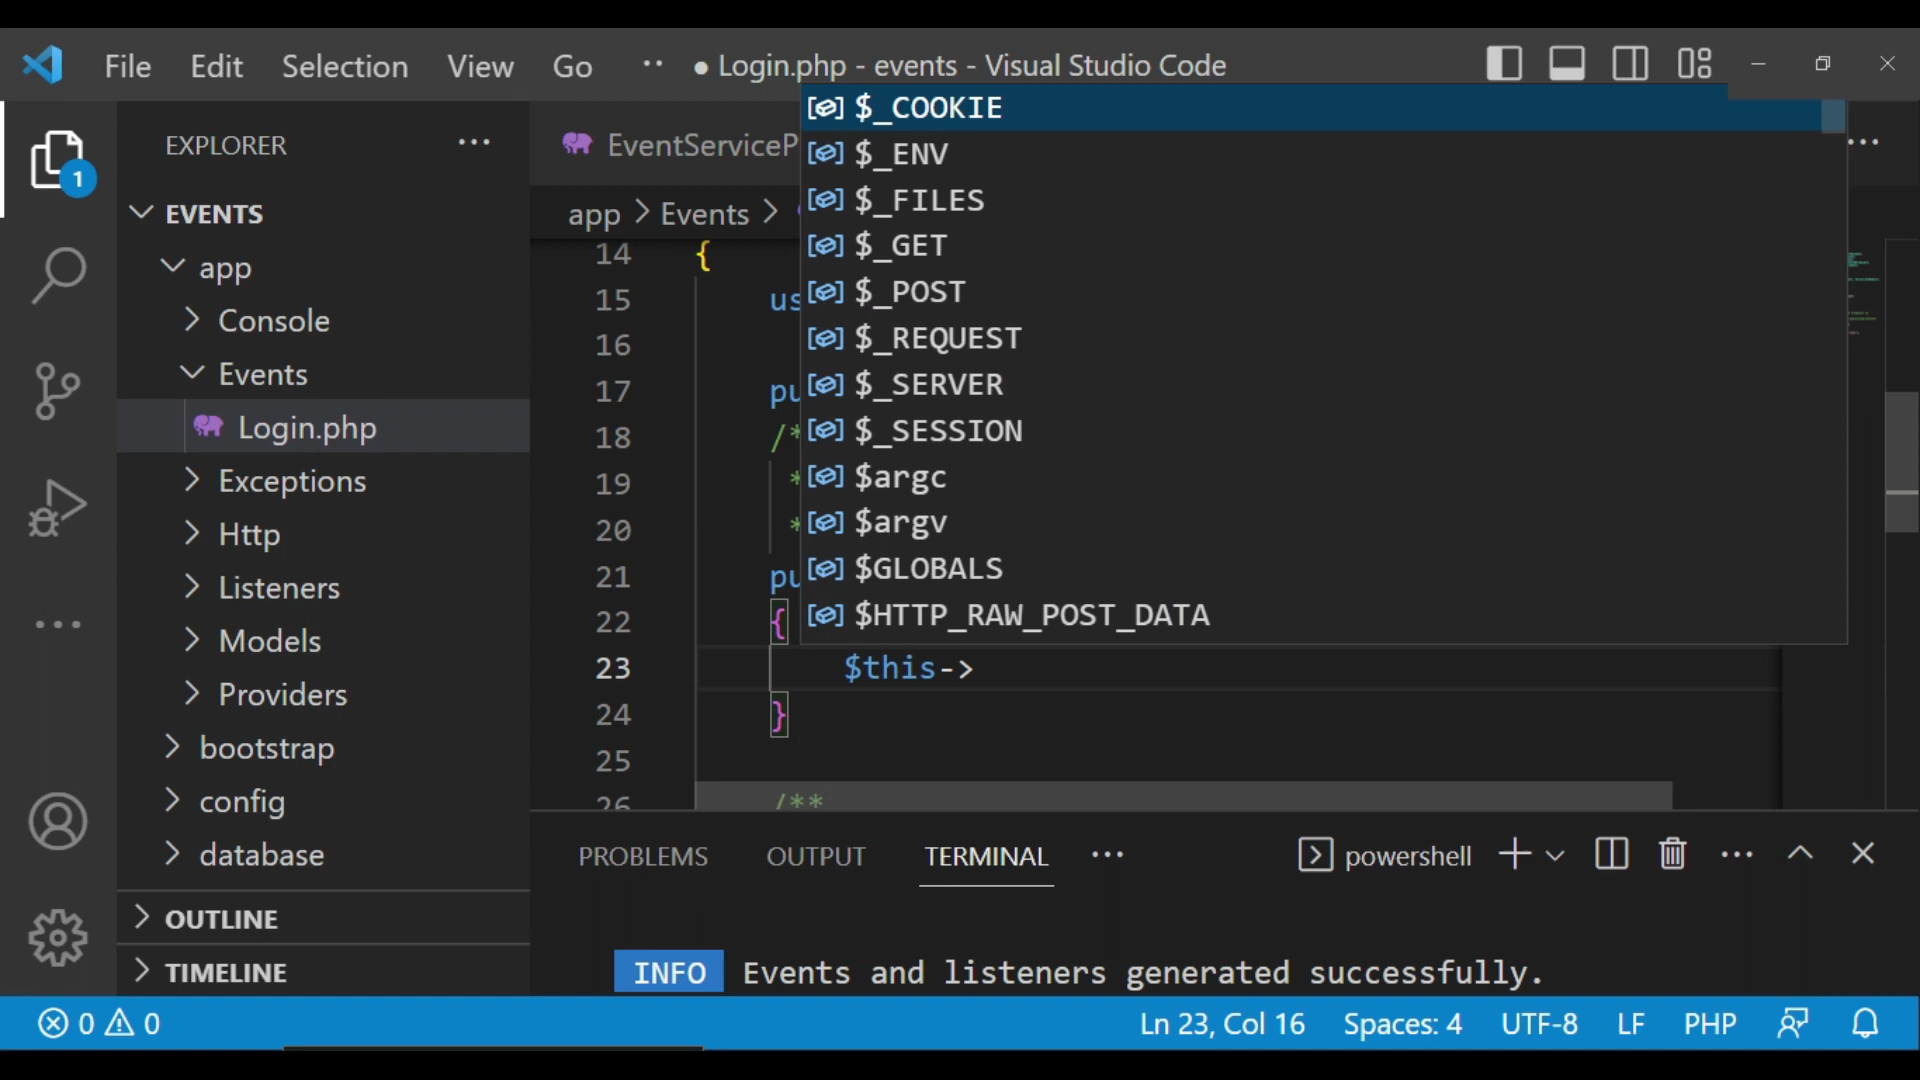 File Edit Selection View Go ·· ● Login.php - events - Visual Studio Code
EXPLORER ···
EVENTS
app
Console
Events
Login.php
Exceptions
Http
Listeners
Models
Providers
bootstrap
config
database
OUTLINE
TIMELINE
1
EventServiceP
app > Events >
$_COOKIE
$_ENV
$_FILES
$_GET
$_POST
$_REQUEST
$_SERVER
$_SESSION
$argc
$argv
$GLOBALS
$HTTP_RAW_POST_DATA
14 {
15 us
16
17 pu
18 /*
19 *
20 *
21 pu
22 {
23 $this->
24 }
25
26 /**
PROBLEMS OUTPUT TERMINAL ··· powershell
INFO Events and listeners generated successfully.
0 0 Ln 23, Col 16 Spaces: 4 UTF-8 LF PHP